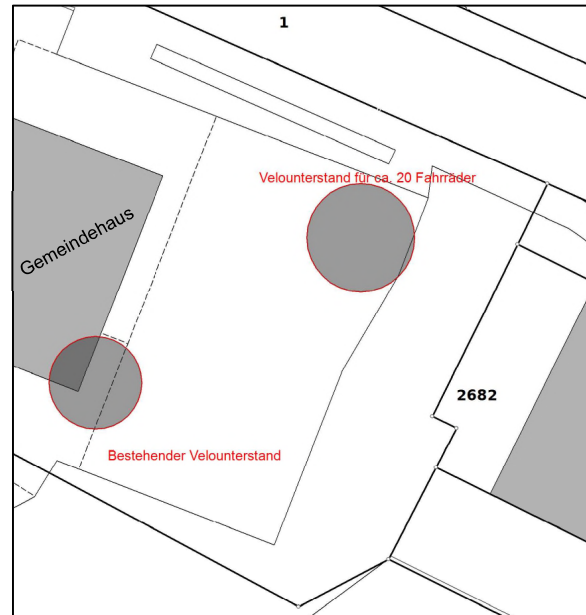 1
Velounterstand für ca. 20 Fahrräder
Gemeindehaus
2682
Bestehender Velounterstand